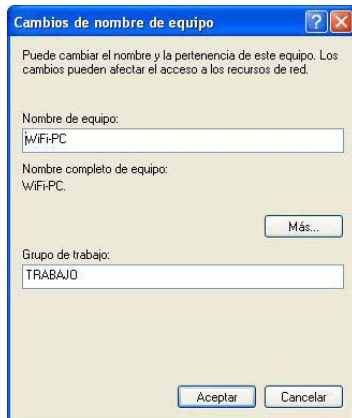 Cambios de nombre de equipo
Puede cambiar el nombre y la pertenencia de este equipo. Los
cambios pueden afectar el acceso a los recursos de red.
Nombre de equipo:
WiFi-PC
Nombre completo de equipo:
WiFi-PC.
Más...
Grupo de trabajo:
TRABAJO
Aceptar
Cancelar